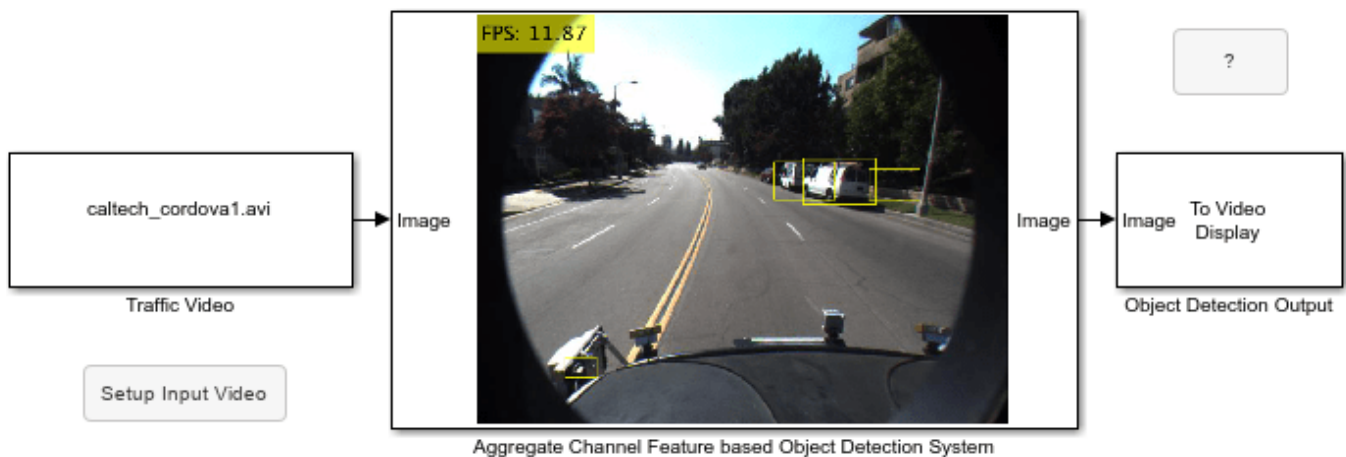 FPS: 11.87
?
caltech_cordova1.avi
Image
Image
Image
To Video
Display
Traffic Video
Object Detection Output
Setup Input Video
Aggregate Channel Feature based Object Detection System